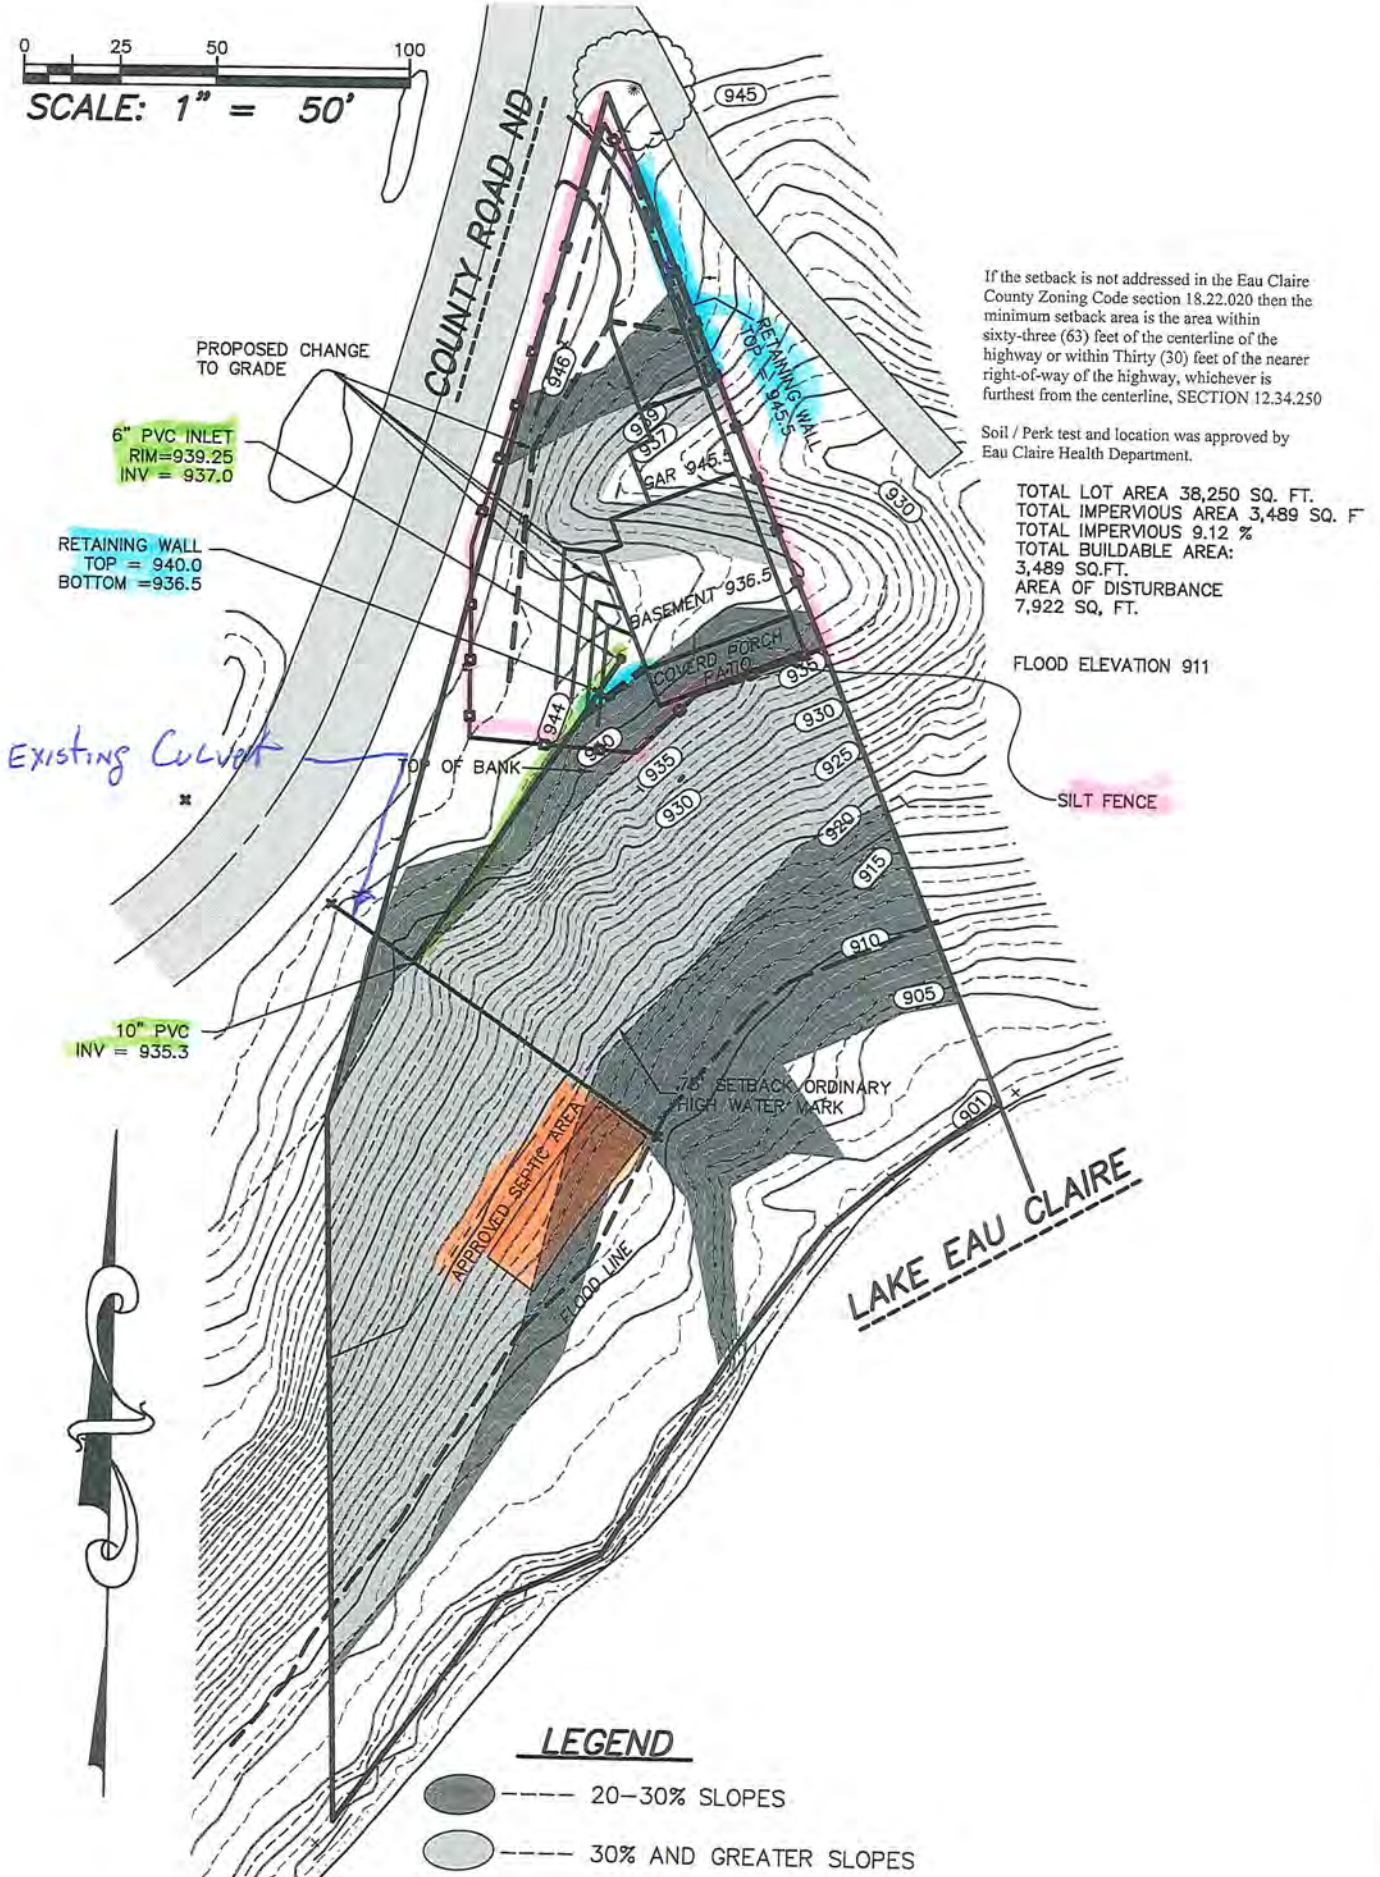 0 25 50 100
SCALE: 1" = 50'
COUNTY ROAD ND
945
If the setback is not addressed in the Eau Claire
County Zoning Code section 18.22.020 then the
minimum setback area is the area within
sixty-three (63) feet of the centerline of the
highway or within Thirty (30) feet of the nearer
right-of-way of the highway, whichever is
furthest from the centerline, SECTION 12.34.250
Soil / Perk test and location was approved by
Eau Claire Health Department.
TOTAL LOT AREA 38,250 SQ. FT.
TOTAL IMPERVIOUS AREA 3,489 SQ. F
TOTAL IMPERVIOUS 9.12 %
TOTAL BUILDABLE AREA:
3,489 SQ.FT.
AREA OF DISTURBANCE
7,922 SQ, FT.
FLOOD ELEVATION 911
PROPOSED CHANGE
TO GRADE
6" PVC INLET
RIM=939.25
INV = 937.0
RETAINING WALL
TOP = 940.0
BOTTOM =936.5
RETAINING WALL
TOP = 945.5
946
939
937
GAR 945.5
930
BASEMENT 936.5
COVERD PORCH
PATIO
935
944
940
930
935
925
930
Existing Culvert
TOP OF BANK
SILT FENCE
920
915
910
905
10" PVC
INV = 935.3
75' SETBACK ORDINARY
HIGH WATER MARK
901
APPROVED SEPTIC AREA
FLOOD LINE
LAKE EAU CLAIRE
LEGEND
20-30% SLOPES
30% AND GREATER SLOPES